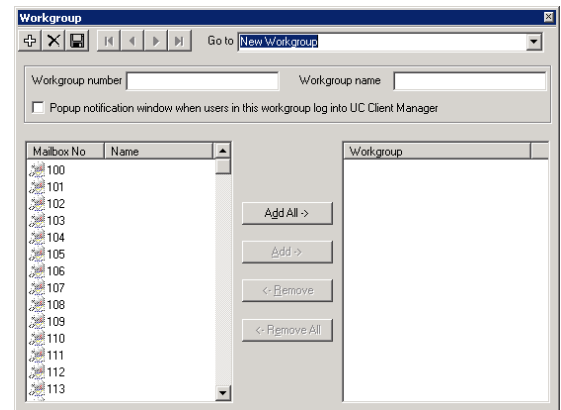 Workgroup
Go to New Workgroup
Workgroup number Workgroup name
Popup notification window when users in this workgroup log into UC Client Manager
Mailbox No Name Workgroup
100
101
102
103
104
105
106
107
108
109
110
111
112
113
Add All ->
Add ->
<- Remove
<- Remove All